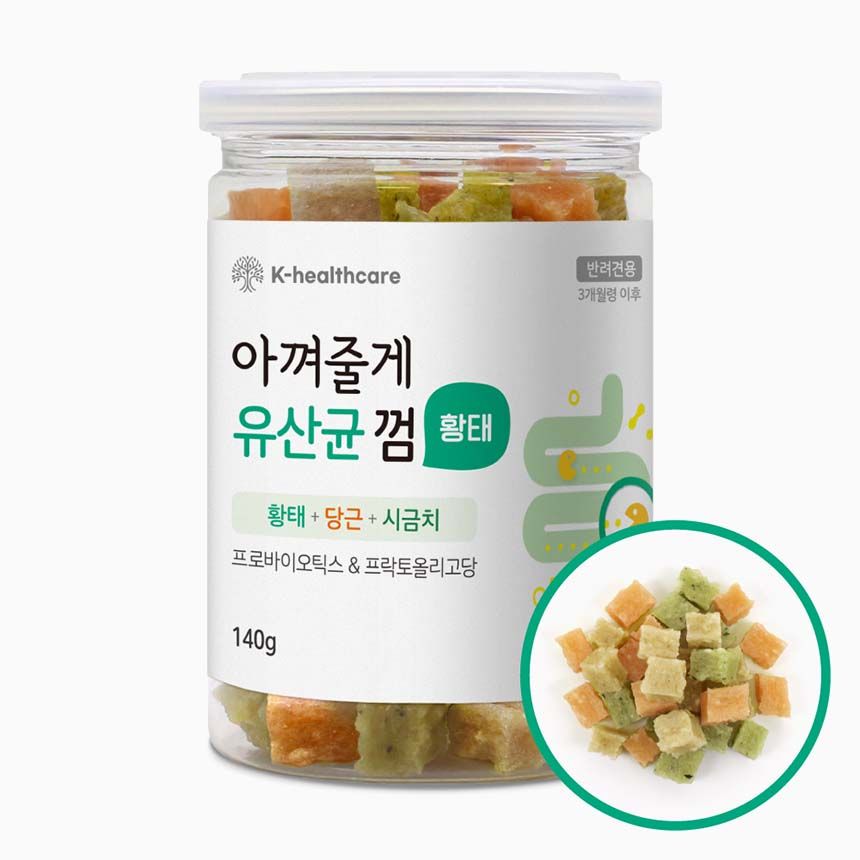 K-healthcare
반려견용
3개월령 이후
아껴줄게
유산균 껌 황태
황태 + 당근 + 시금치
프로바이오틱스 & 프락토올리고당
140g